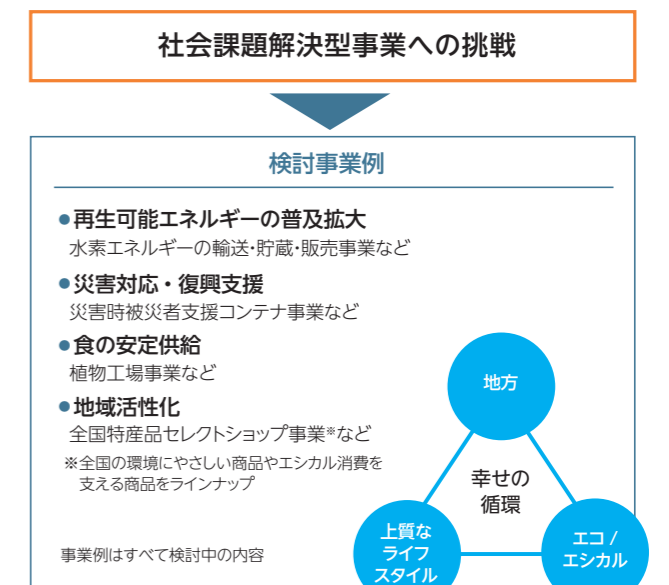 社会課題解決型事業への挑戦
検討事業例
●再生可能エネルギーの普及拡大
水素エネルギーの輸送・貯蔵・販売事業など
●災害対応・復興支援
災害時被災者支援コンテナ事業など
●食の安定供給
植物工場事業など
●地域活性化
全国特産品セレクトショップ事業※など
※全国の環境にやさしい商品やエシカル消費を
支える商品をラインナップ
事業例はすべて検討中の内容
地方
幸せの
循環
上質な
ライフ
スタイル
エコ /
エシカル